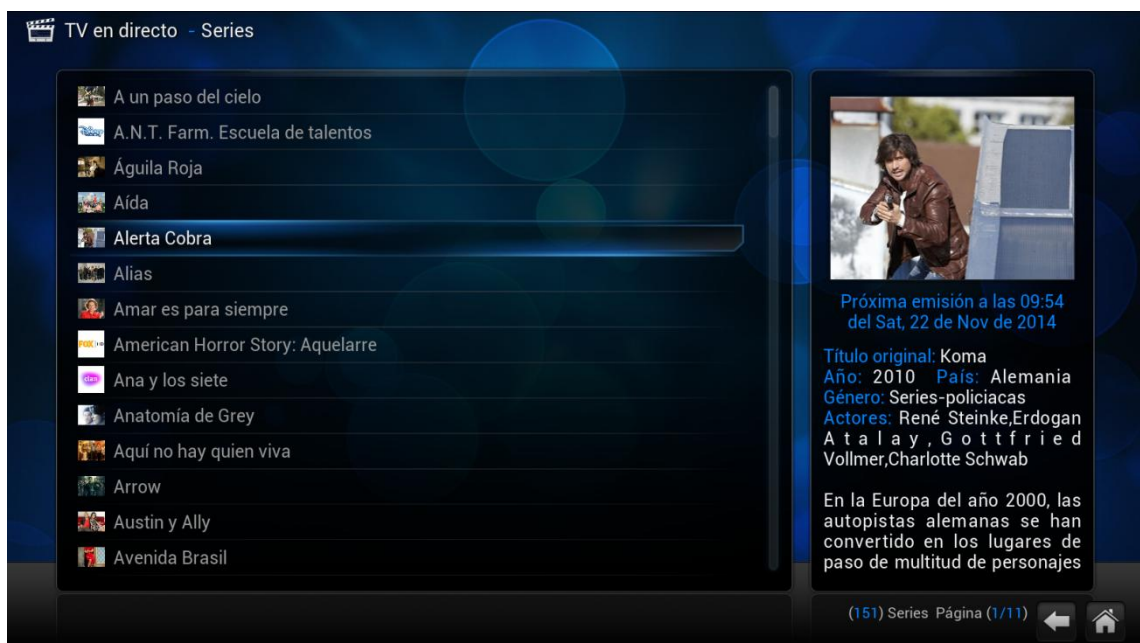 TV en directo - Series
A un paso del cielo
A.N.T. Farm. Escuela de talentos
Águila Roja
Aída
Alerta Cobra
Alias
Amar es para siempre
American Horror Story: Aquelarre
Ana y los siete
Anatomía de Grey
Aquí no hay quien viva
Arrow
Austin y Ally
Avenida Brasil
Próxima emisión a las 09:54
del Sat, 22 de Nov de 2014
Título original: Koma
Año: 2010 País: Alemania
Género: Series-policiacas
Actores: René Steinke,Erdogan
Atalay,Gottfried
Vollmer,Charlotte Schwab
En la Europa del año 2000, las
autopistas alemanas se han
convertido en los lugares de
paso de multitud de personajes
(151) Series Página (1/11)